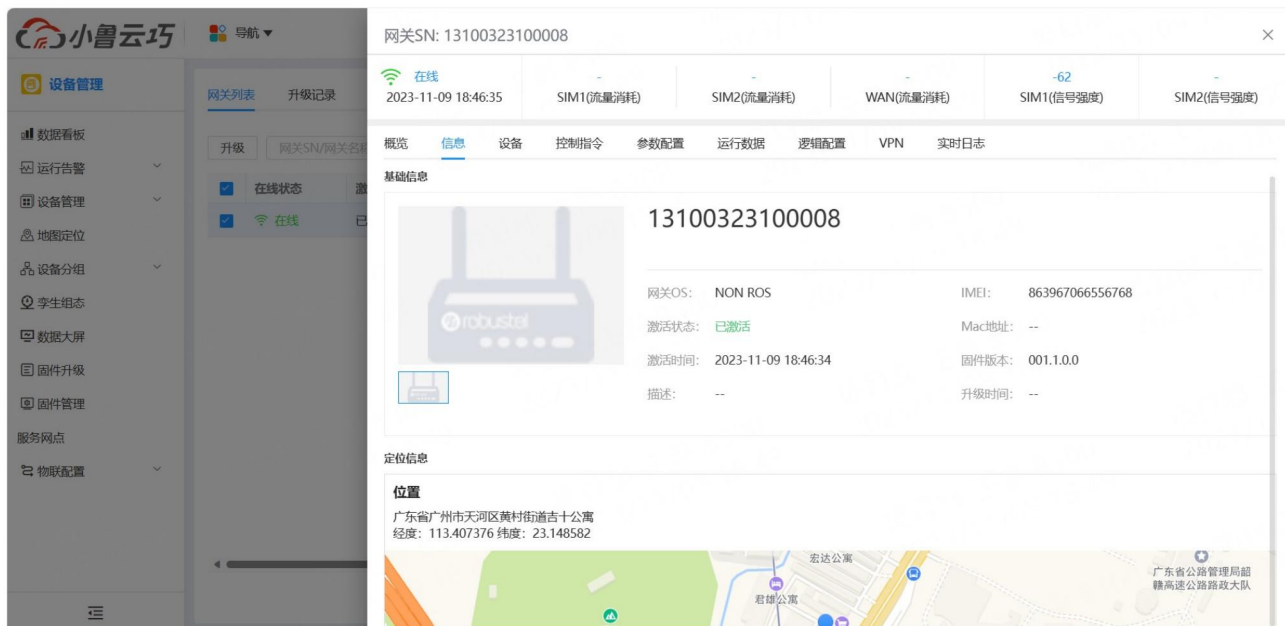 小鲁云巧
导航▼
设备管理
数据看板
运行告警
设备管理
地图定位
设备分组
孪生组态
数据大屏
固件升级
固件管理
服务网点
物联配置
网关列表 升级记录
升级 网关SN/网关名称
在线状态 激
在线 已
网关SN: 13100323100008
在线 - - - -62 -
2023-11-09 18:46:35 SIM1(流量消耗) SIM2(流量消耗) WAN(流量消耗) SIM1(信号强度) SIM2(信号强度)
概览 信息 设备 控制指令 参数配置 运行数据 逻辑配置 VPN 实时日志
基础信息
robustel
13100323100008
网关OS: NON ROS IMEI: 863967066556768
激活状态: 已激活 Mac地址: --
激活时间: 2023-11-09 18:46:34 固件版本: 001.1.0.0
描述: -- 升级时间: --
定位信息
位置
广东省广州市天河区黄村街道吉十公寓
经度: 113.407376 纬度: 23.148582
宏达公寓
广东省公路管理局韶
赣高速公路路政大队
君雄公寓